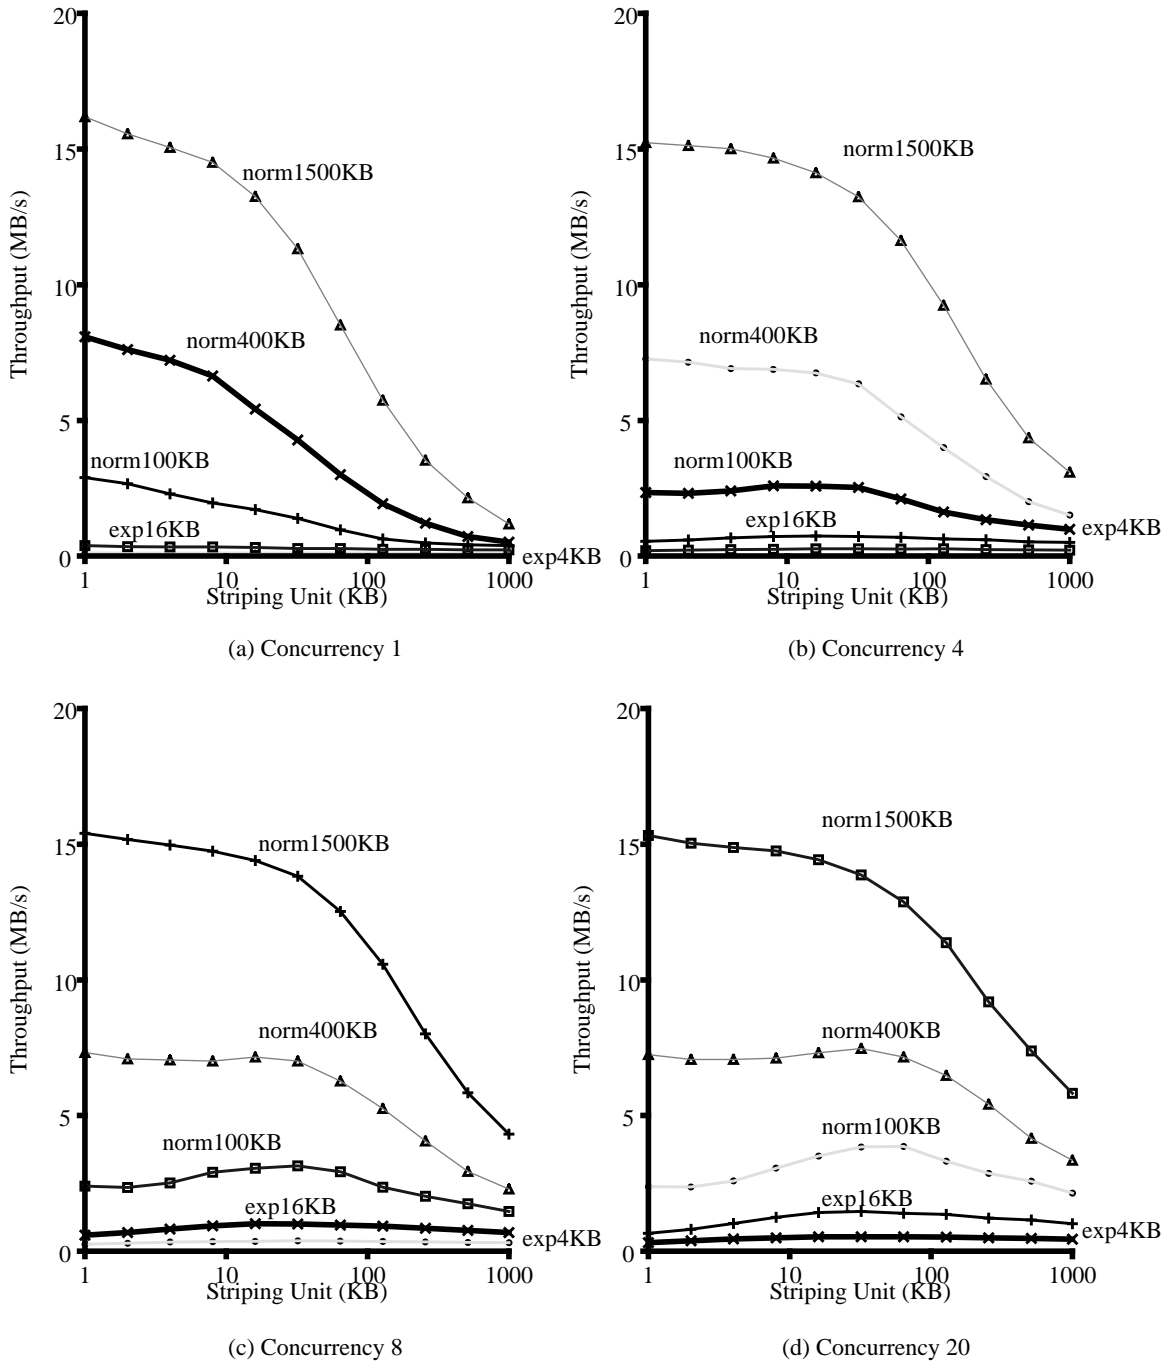 20
15
10
5
0
Throughput (MB/s)
norm1500KB
norm400KB
norm100KB
exp16KB
exp4KB
1 10 100 1000
Striping Unit (KB)
(a) Concurrency 1
20
15
10
5
0
Throughput (MB/s)
norm1500KB
norm400KB
norm100KB
exp16KB
exp4KB
1 10 100 1000
Striping Unit (KB)
(b) Concurrency 4
20
15
10
5
0
Throughput (MB/s)
norm1500KB
norm400KB
norm100KB
exp16KB
exp4KB
1 10 100 1000
Striping Unit (KB)
(c) Concurrency 8
20
15
10
5
0
Throughput (MB/s)
norm1500KB
norm400KB
norm100KB
exp16KB
exp4KB
1 10 100 1000
Striping Unit (KB)
(d) Concurrency 20